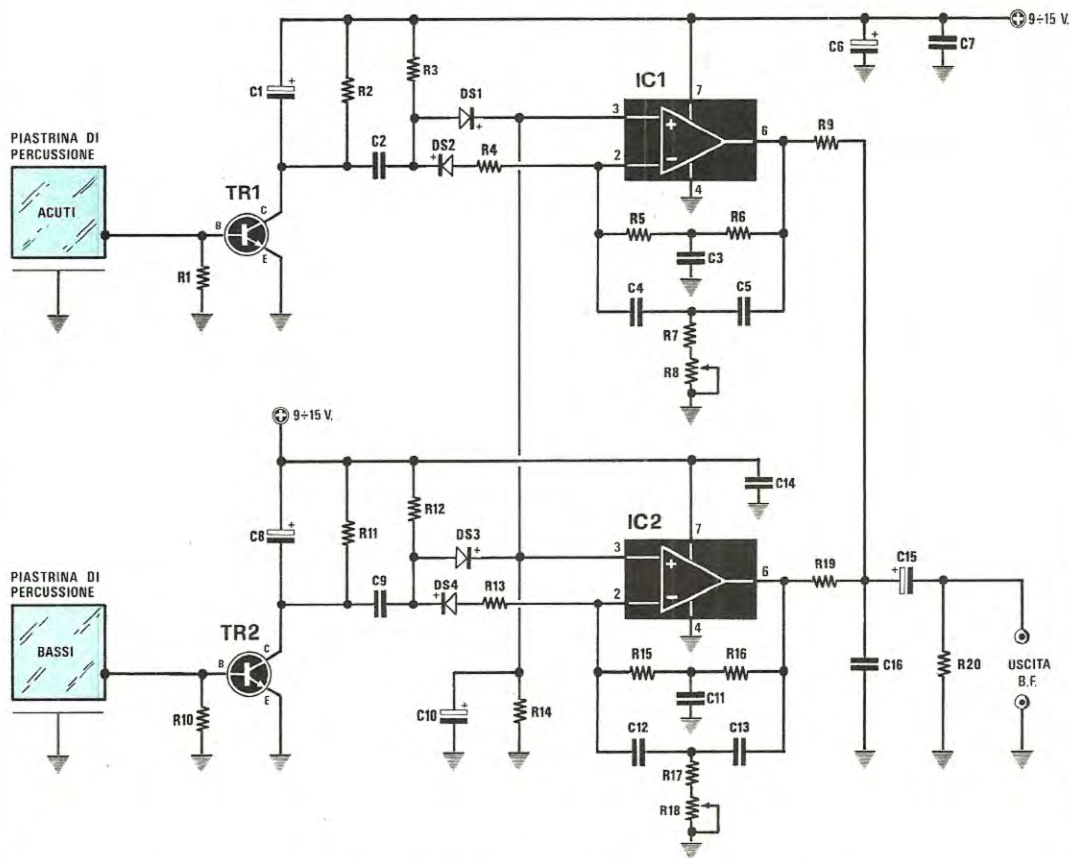 9÷15 V.
C6
+
C7
C1
+
R2
R3
DS1
+
IC1
7
3
+
6
R9
PIASTRINA DI
PERCUSSIONE
ACUTI
C2
+
DS2
R4
2
−
4
TR1
C
B
E
R1
R5
R6
C3
C4
C5
R7
R8
9÷15 V.
C14
C8
+
R11
R12
DS3
+
IC2
7
3
+
6
R19
C15
+
PIASTRINA DI
PERCUSSIONE
BASSI
C9
+
DS4
R13
2
−
4
TR2
C
B
E
R10
R15
R16
C11
C16
R20
USCITA
B.F.
C10
+
R14
C12
C13
R17
R18